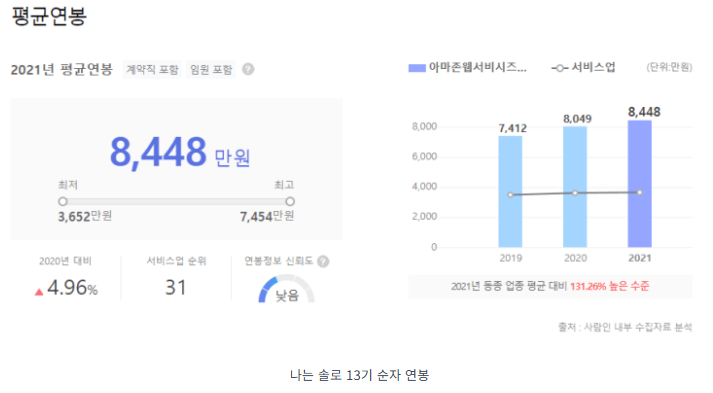 평균연봉
2021년 평균연봉 계약직 포함 임원 포함 ?
8,448 만원
최저 최고
3,652만원 7,454만원
2020년 대비 서비스업 순위 연봉정보 신뢰도 ?
▲ 4.96% 31 낮음
아마존웹서비시즈... 서비스업 (단위:만원)
7,412 8,049 8,448
8,000
6,000
4,000
2,000
0
2019 2020 2021
2021년 동종 업종 평균 대비 131.26% 높은 수준
출처 : 사람인 내부 수집자료 분석
나는 솔로 13기 순자 연봉